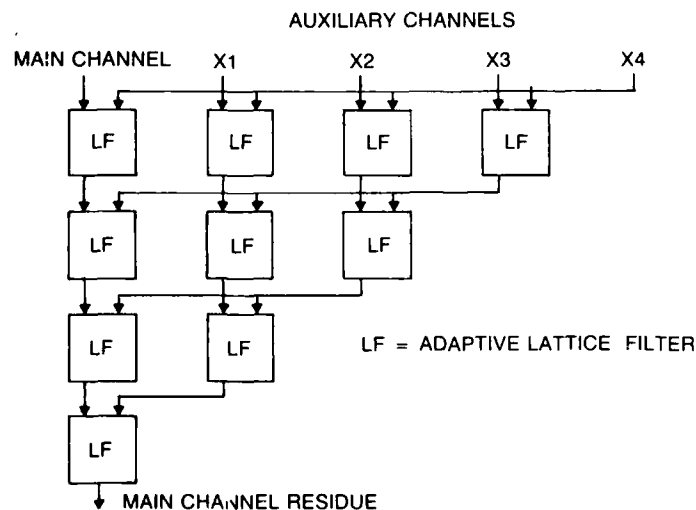 AUXILIARY CHANNELS
MAIN CHANNEL X1 X2 X3 X4
LF LF LF LF
LF LF LF
LF LF
LF = ADAPTIVE LATTICE FILTER
LF
MAIN CHANNEL RESIDUE